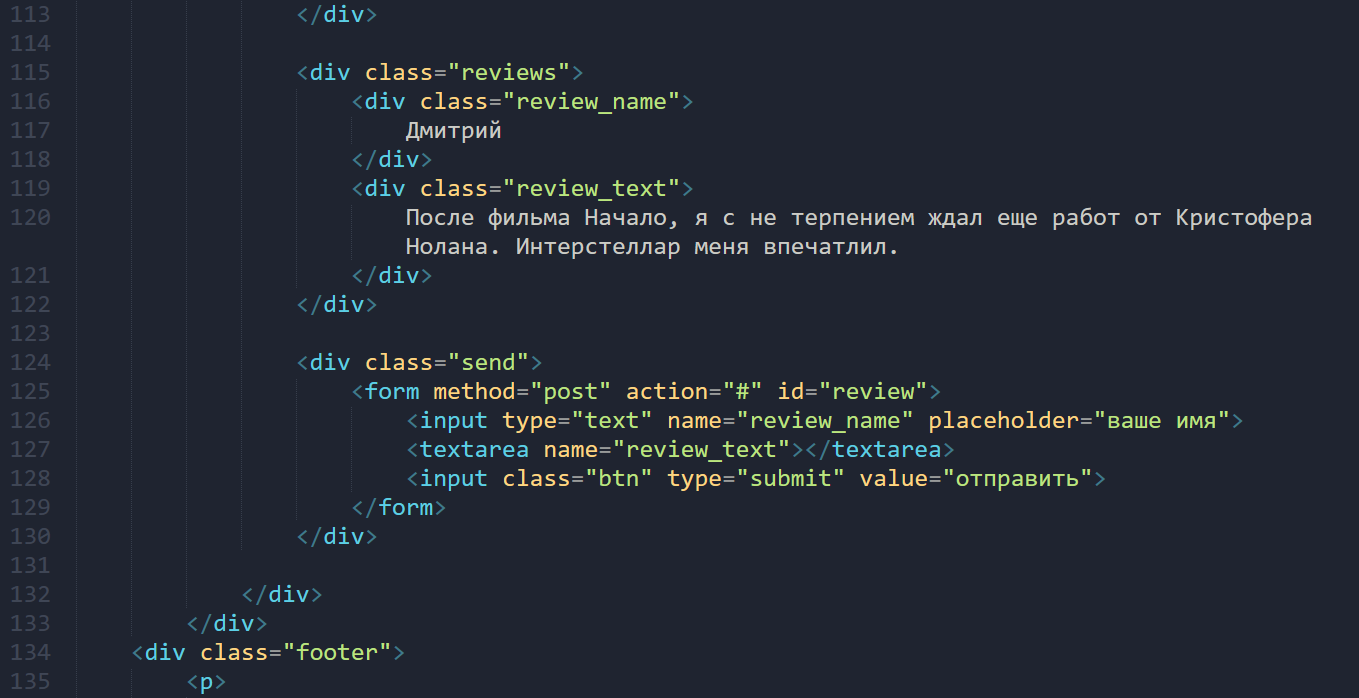 113 </div>
114
115 <div class="reviews">
116 <div class="review_name">
117 Дмитрий
118 </div>
119 <div class="review_text">
120 После фильма Начало, я с не терпением ждал еще работ от Кристофера
Нолана. Интерстеллар меня впечатлил.
121 </div>
122 </div>
123
124 <div class="send">
125 <form method="post" action="#" id="review">
126 <input type="text" name="review_name" placeholder="ваше имя">
127 <textarea name="review_text"></textarea>
128 <input class="btn" type="submit" value="отправить">
129 </form>
130 </div>
131
132 </div>
133 </div>
134 <div class="footer">
135 <p>